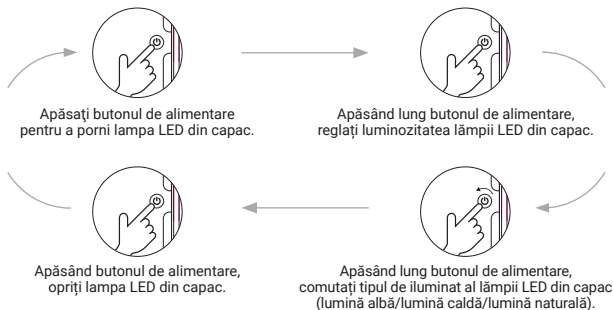 Apăsaţi butonul de alimentare
pentru a porni lampa LED din capac.
Apăsând lung butonul de alimentare,
reglați luminozitatea lămpii LED din capac.
Apăsând butonul de alimentare,
opriți lampa LED din capac.
Apăsând lung butonul de alimentare,
comutați tipul de iluminat al lămpii LED din capac
(lumină albă/lumină caldă/lumină naturală).